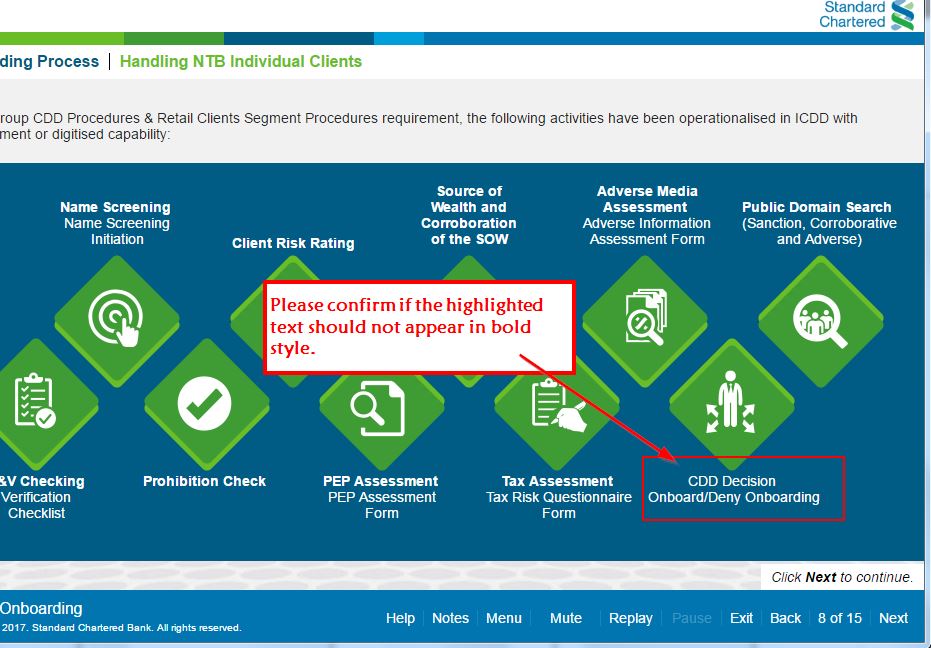 Standard
Chartered
ding Process | Handling NTB Individual Clients
roup CDD Procedures & Retail Clients Segment Procedures requirement, the following activities have been operationalised in ICDD with
ment or digitised capability:
Name Screening
Name Screening
Initiation
Client Risk Rating
Source of
Wealth and
Corroboration
of the SOW
Adverse Media
Assessment
Adverse Information
Assessment Form
Public Domain Search
(Sanction, Corroborative
and Adverse)
Please confirm if the highlighted
text should not appear in bold
style.
&V Checking
Verification
Checklist
Prohibition Check
PEP Assessment
PEP Assessment
Form
Tax Assessment
Tax Risk Questionnaire
Form
CDD Decision
Onboard/Deny Onboarding
Click Next to continue.
Onboarding
2017. Standard Chartered Bank. All rights reserved.
Help Notes Menu Mute Replay Pause Exit Back 8 of 15 Next